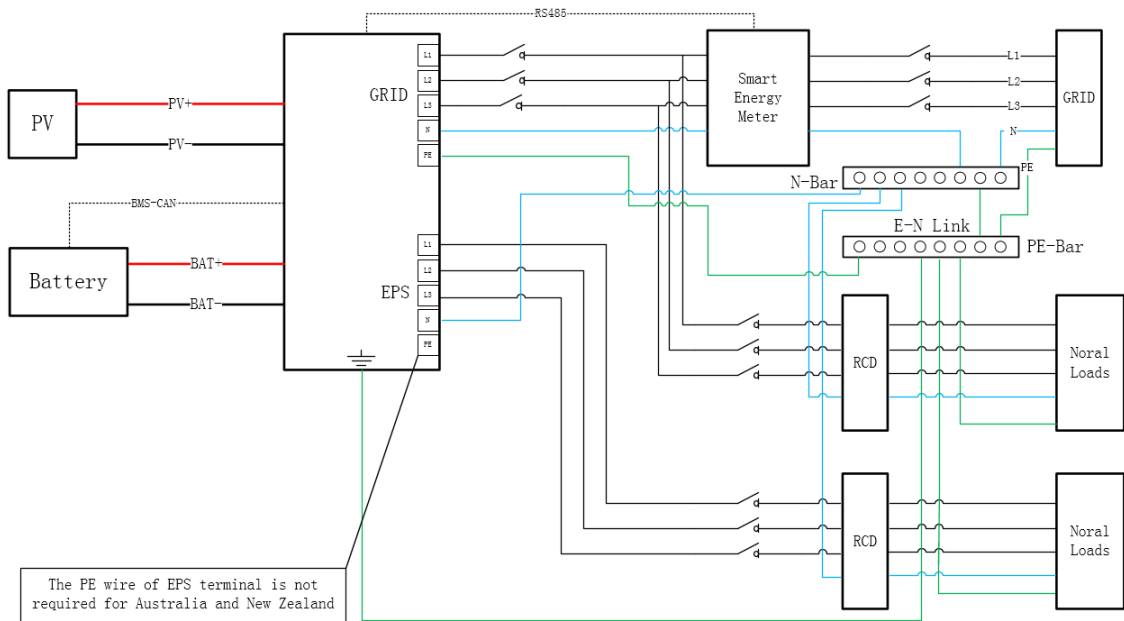 RS485
L1
L2
L3
N
PE
GRID
PV
PV+
PV-
BMS-CAN
Battery
BAT+
BAT-
L1
L2
L3
N
PE
EPS
Smart
Energy
Meter
L1
L2
L3
N
GRID
PE
N-Bar
E-N Link
PE-Bar
RCD
Noral
Loads
RCD
Noral
Loads
The PE wire of EPS terminal is not
required for Australia and New Zealand